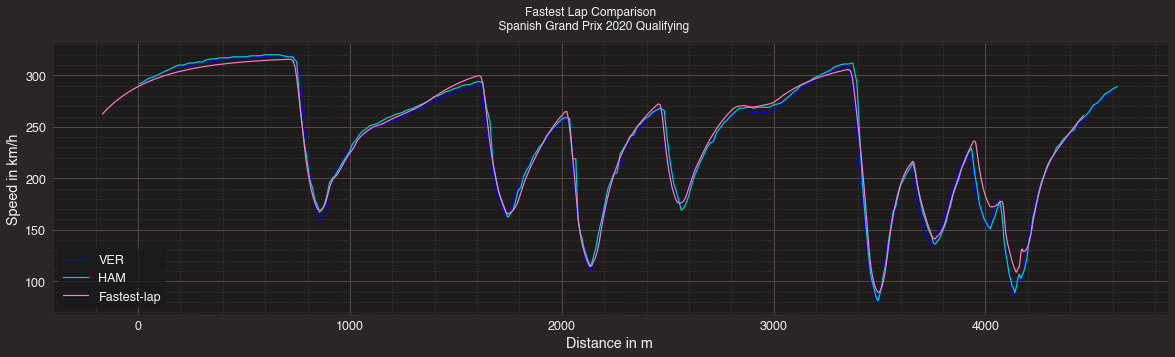 Fastest Lap Comparison
Spanish Grand Prix 2020 Qualifying
300
250
200
150
100
Speed in km/h
VER
HAM
Fastest-lap
0
1000
2000
3000
4000
Distance in m